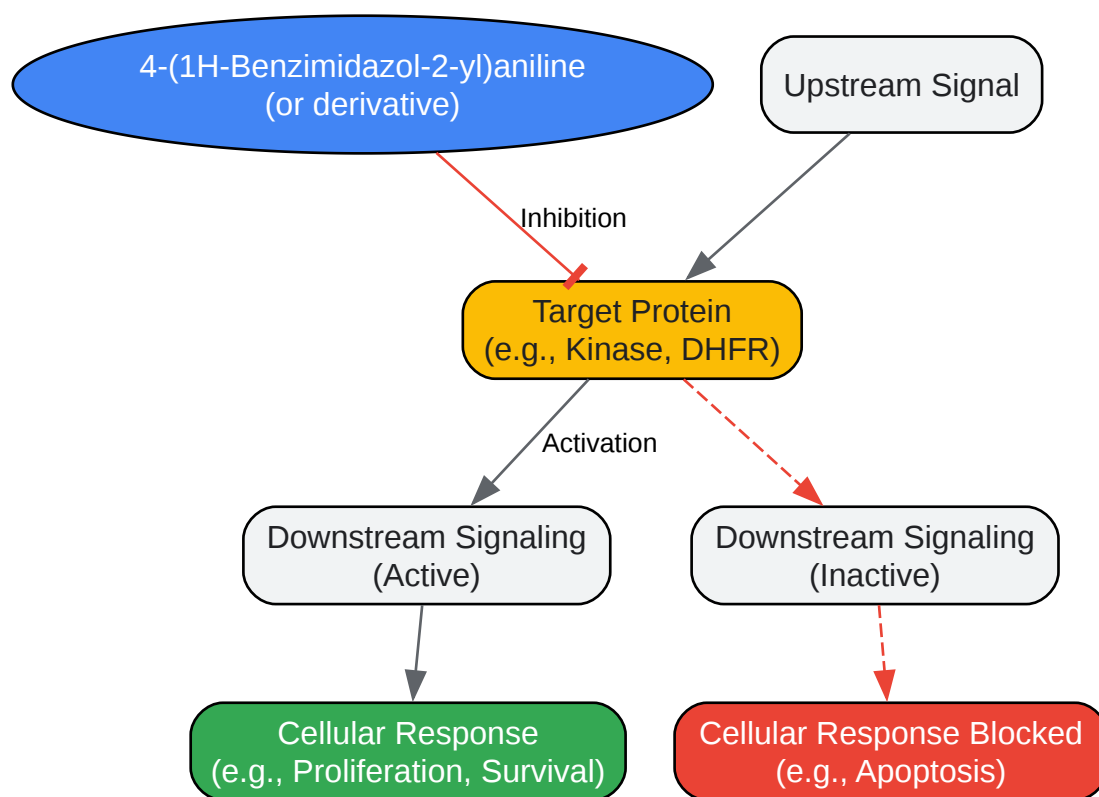 4-(1H-Benzimidazol-2-yl)aniline
(or derivative)
Upstream Signal
Inhibition
Target Protein
(e.g., Kinase, DHFR)
Activation
Downstream Signaling
(Active)
Downstream Signaling
(Inactive)
Cellular Response
(e.g., Proliferation, Survival)
Cellular Response Blocked
(e.g., Apoptosis)